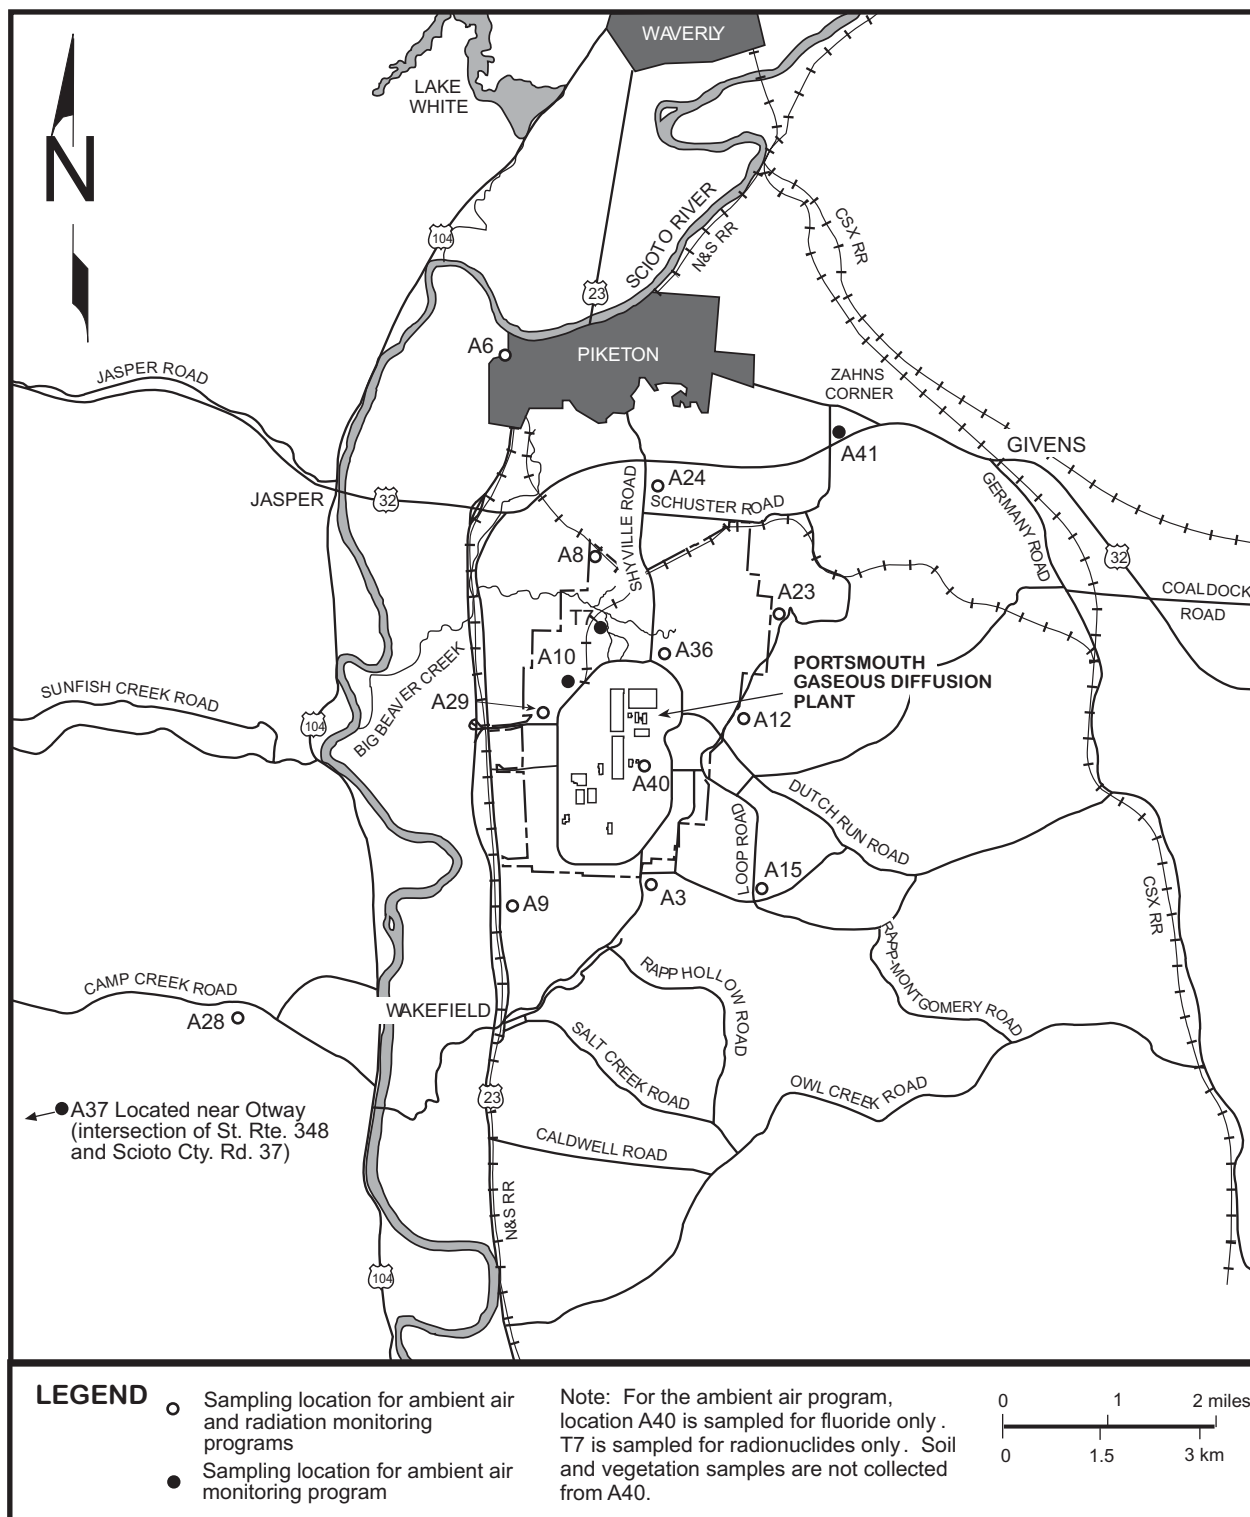 WAVERLY
LAKE
WHITE
N
104
SCIOTO RIVER
N&S RR
CSX RR
23
A6
PIKETON
JASPER ROAD
ZAHNS
CORNER
A41
GIVENS
JASPER
32
A24
SCHUSTER ROAD
SHYVILLE ROAD
GERMANY ROAD
A8
32
COALDOCK
ROAD
A23
T7
A10
A36
PORTSMOUTH
GASEOUS DIFFUSION
PLANT
SUNFISH CREEK ROAD
104
BIG BEAVER CREEK
A29
A12
A40
DUTCH RUN ROAD
LOOP ROAD
A15
A9
A3
CSX RR
RAPP-MONTGOMERY ROAD
CAMP CREEK ROAD
A28
WAKEFIELD
RAPP HOLLOW ROAD
SALT CREEK ROAD
OWL CREEK ROAD
23
A37 Located near Otway
(intersection of St. Rte. 348
and Scioto Cty. Rd. 37)
CALDWELL ROAD
N&S RR
104
LEGEND
Sampling location for ambient air
and radiation monitoring
programs
Sampling location for ambient air
monitoring program
Note: For the ambient air program,
location A40 is sampled for fluoride only.
T7 is sampled for radionuclides only. Soil
and vegetation samples are not collected
from A40.
0 1 2 miles
0 1.5 3 km